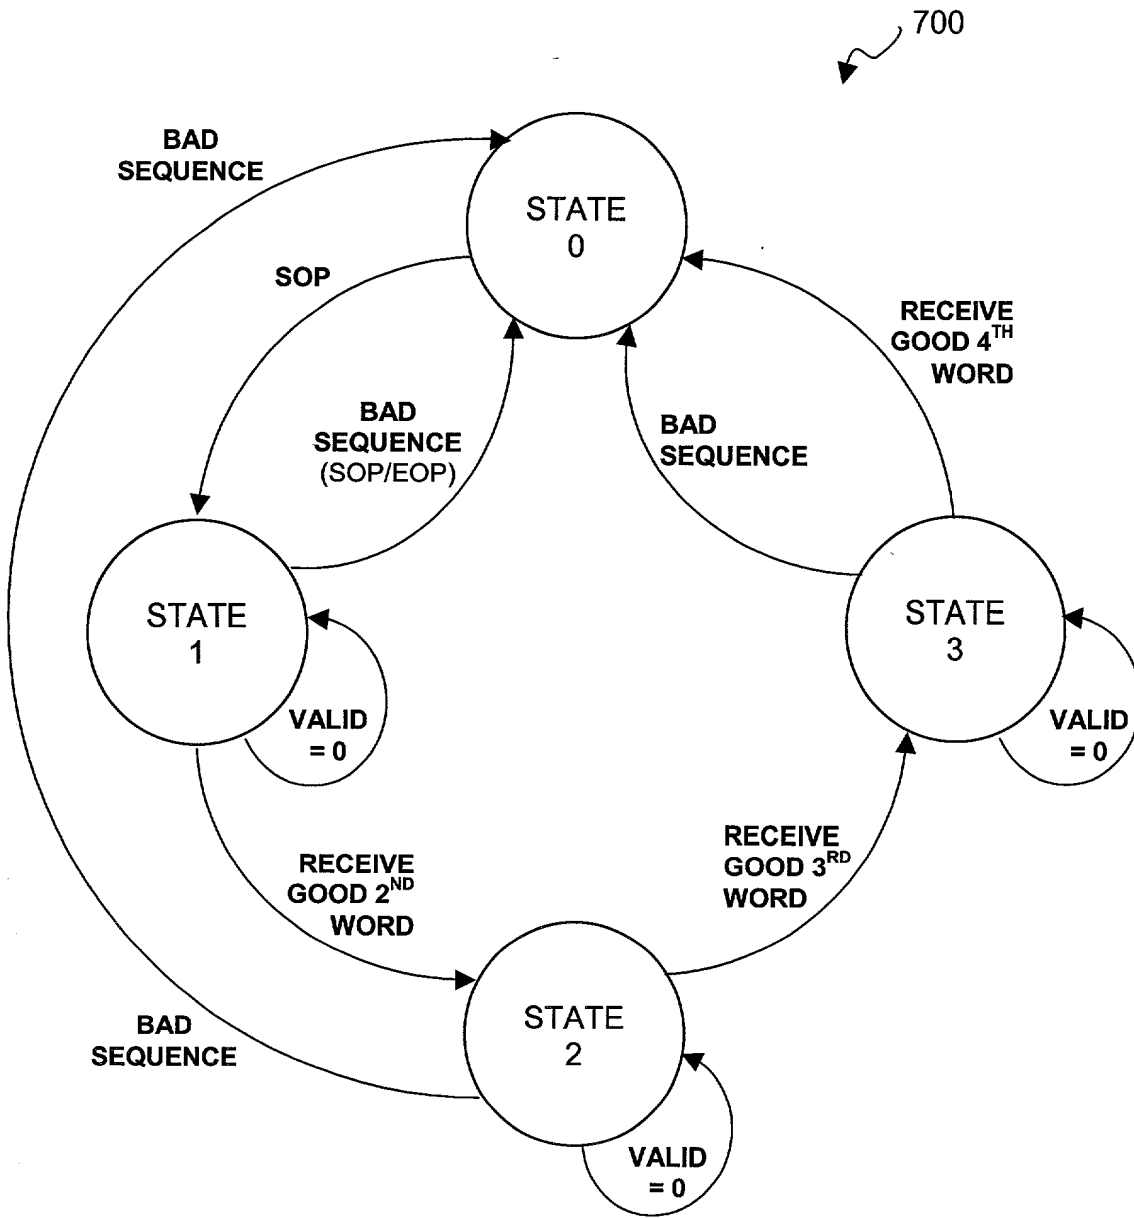 700
BAD
SEQUENCE
STATE
0
SOP
RECEIVE
GOOD 4TH
WORD
BAD
SEQUENCE
(SOP/EOP)
BAD
SEQUENCE
STATE
1
STATE
3
VALID
= 0
VALID
= 0
RECEIVE
GOOD 2ND
WORD
RECEIVE
GOOD 3RD
WORD
STATE
2
BAD
SEQUENCE
VALID
= 0